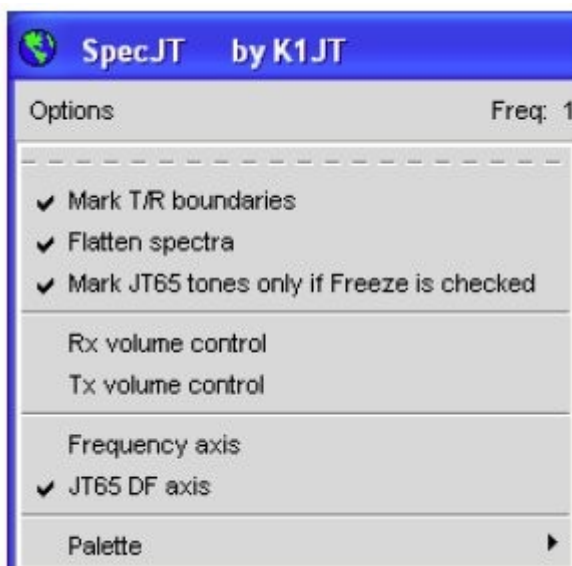 SpecJT by K1JT
Options Freq: 1
Mark T/R boundaries
Flatten spectra
Mark JT65 tones only if Freeze is checked
Rx volume control
Tx volume control
Frequency axis
JT65 DF axis
Palette